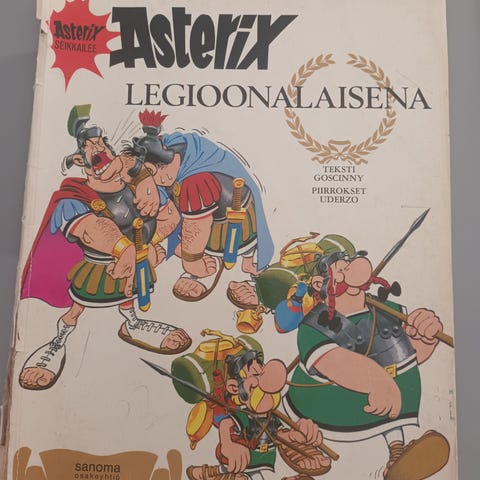 Asterix
SEIKKAILEE
Asterix
LEGIOONALAISENA
TEKSTI
GOSCINNY
PIIRROKSET
UDERZO
sanoma
osakeyhtiö